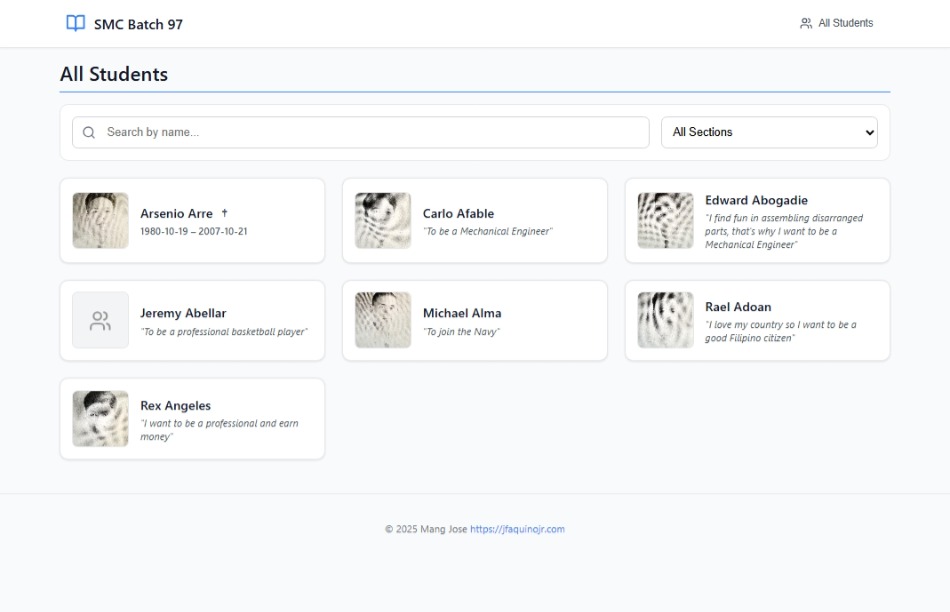 SMC Batch 97
All Students
All Students
Search by name...
All Sections
Arsenio Arre †
1980-10-19 – 2007-10-21
Carlo Afable
"To be a Mechanical Engineer"
Edward Abogadie
"I find fun in assembling disarranged
parts, that's why I want to be a
Mechanical Engineer"
Jeremy Abellar
"To be a professional basketball player"
Michael Alma
"To join the Navy"
Rael Adoan
"I love my country so I want to be a
good Filipino citizen"
Rex Angeles
"I want to be a professional and earn
money"
© 2025 Mang Jose https://jfaquinojr.com